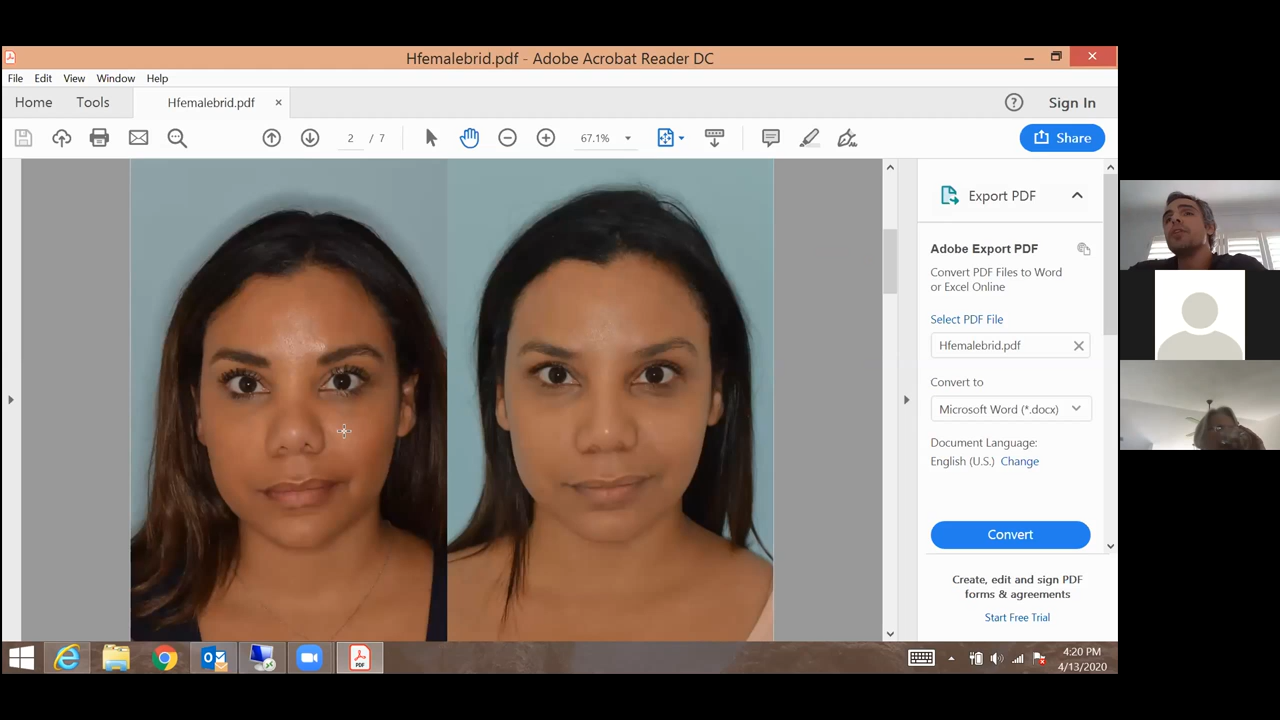 Hfemalebrid.pdf - Adobe Acrobat Reader DC
File Edit View Window Help
Home Tools Hfemalebrid.pdf × Sign In
2 / 7 67.1% Share
Export PDF
Adobe Export PDF
Convert PDF Files to Word
or Excel Online
Select PDF File
Hfemalebrid.pdf
Convert to
Microsoft Word (*.docx)
Document Language:
English (U.S.) Change
Convert
Create, edit and sign PDF
forms & agreements
Start Free Trial
4:20 PM
4/13/2020